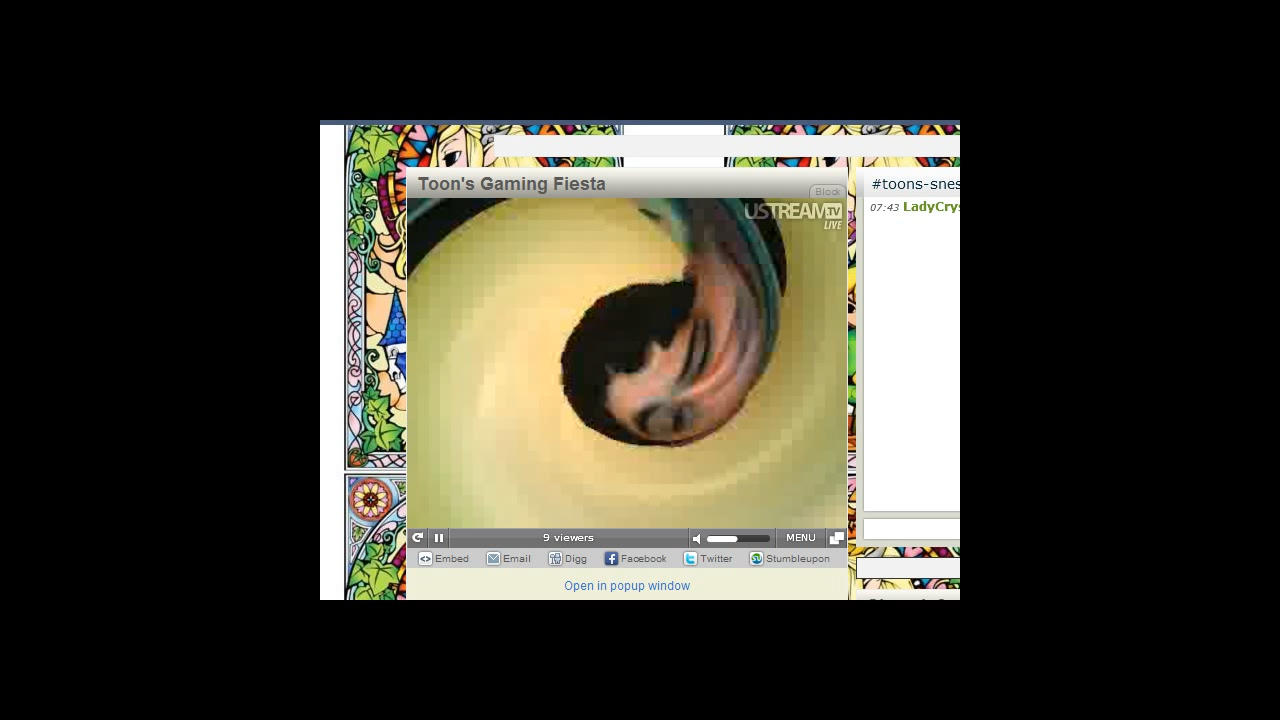 Toon's Gaming Fiesta
Block
#toons-snes
USTREAM.TV
LIVE
07:43 LadyCrys
9 viewers
MENU
Embed
Email
Digg
Facebook
Twitter
Stumbleupon
Open in popup window